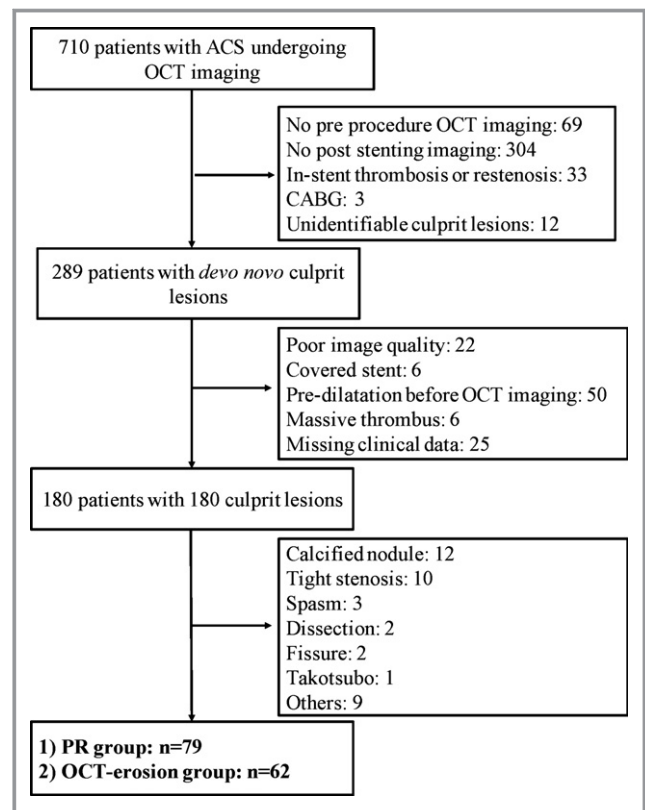 710 patients with ACS undergoing
OCT imaging
No pre procedure OCT imaging: 69
No post stenting imaging: 304
In-stent thrombosis or restenosis: 33
CABG: 3
Unidentifiable culprit lesions: 12
289 patients with devo novo culprit
lesions
Poor image quality: 22
Covered stent: 6
Pre-dilatation before OCT imaging: 50
Massive thrombus: 6
Missing clinical data: 25
180 patients with 180 culprit lesions
Calcified nodule: 12
Tight stenosis: 10
Spasm: 3
Dissection: 2
Fissure: 2
Takotsubo: 1
Others: 9
1) PR group: n=79
2) OCT-erosion group: n=62